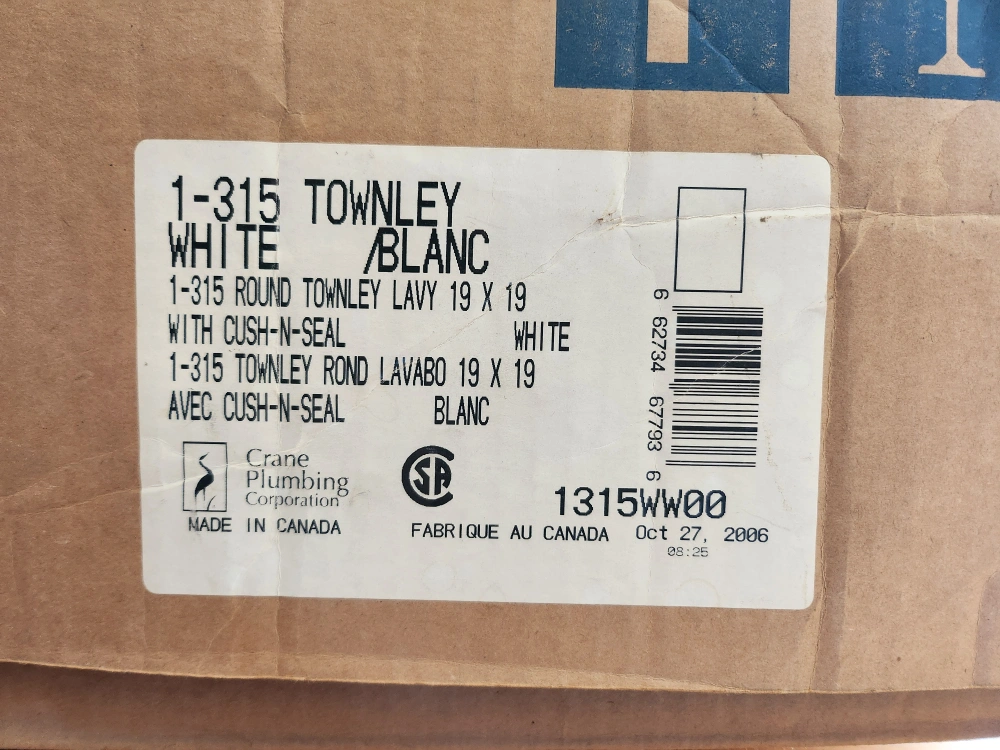 1-315 TOWNLEY
WHITE /BLANC
1-315 ROUND TOWNLEY LAVY 19 X 19
WITH CUSH-N-SEAL WHITE
1-315 TOWNLEY ROND LAVABO 19 X 19
AVEC CUSH-N-SEAL BLANC
6 62734 67793 6
Crane
Plumbing
Corporation
MADE IN CANADA
CSA
1315WW00
FABRIQUE AU CANADA Oct 27, 2006
08:25